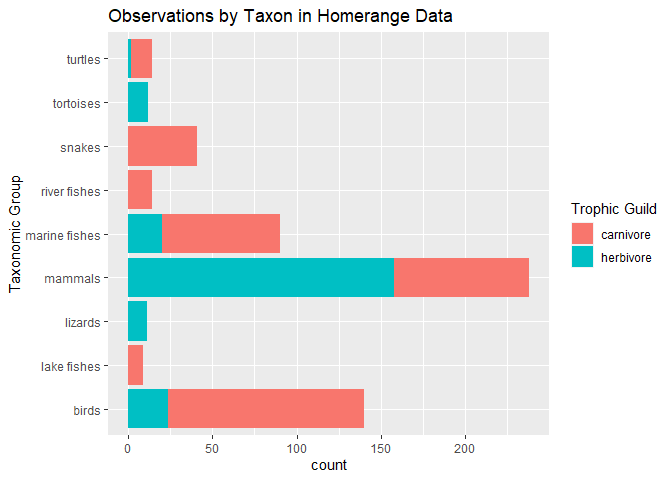 Observations by Taxon in Homerange Data
Taxonomic Group
turtles
tortoises
snakes
river fishes
marine fishes
mammals
lizards
lake fishes
birds
0 50 100 150 200
count
Trophic Guild
carnivore
herbivore